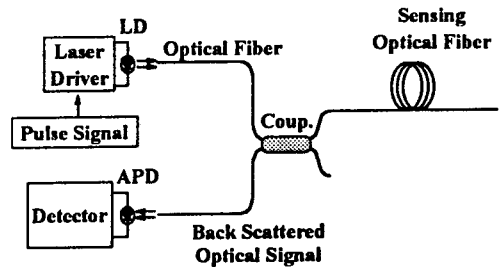 Sensing
Optical Fiber
LD
Laser
Driver
Optical Fiber
Pulse Signal
Coup.
APD
Detector
Back Scattered
Optical Signal